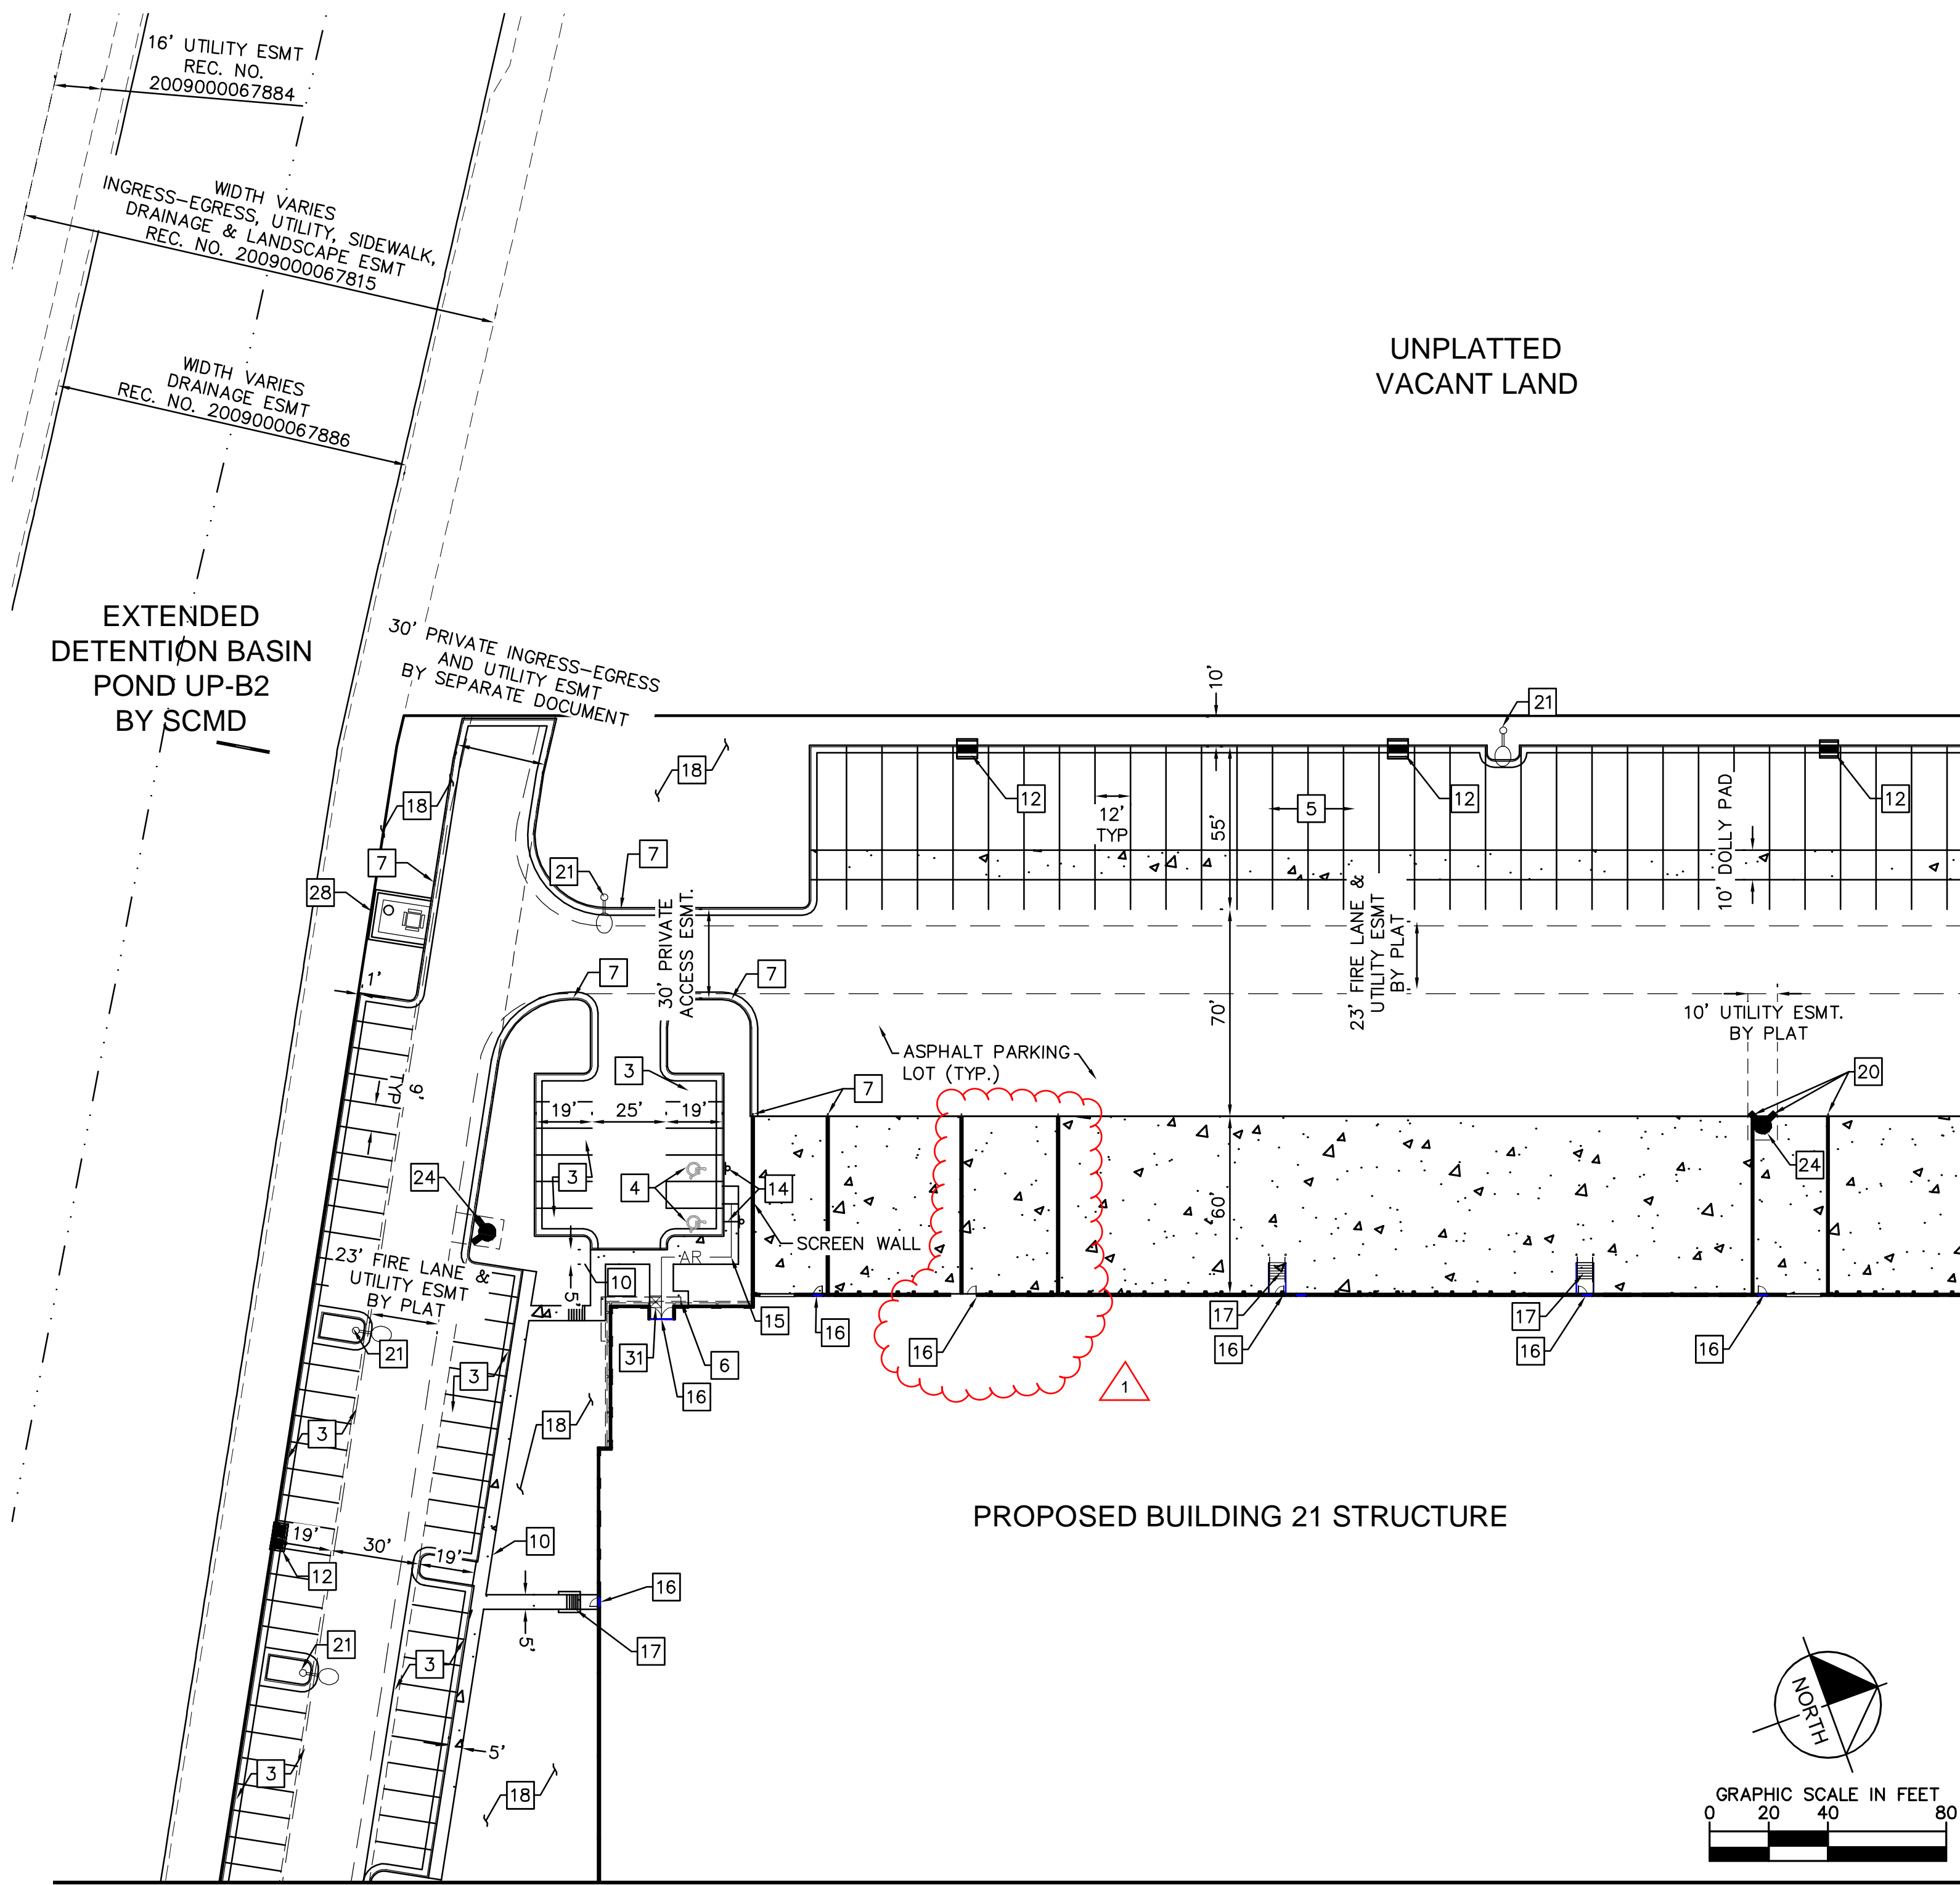 16' UTILITY ESMT
REC. NO.
2009000067884
WIDTH VARIES
INGRESS-EGRESS, UTILITY, SIDEWALK,
DRAINAGE & LANDSCAPE ESMT
REC. NO. 2009000067815
WIDTH VARIES
DRAINAGE ESMT
REC. NO. 2009000067886
UNPLATTED
VACANT LAND
EXTENDED
DETENTION BASIN
POND UP-B2
BY SCMD
30' PRIVATE INGRESS-EGRESS
AND UTILITY ESMT
BY SEPARATE DOCUMENT
10'
21
18
12
12
12
5
12'
TYP
55'
10' DOLLY PAD
18
7
7
21
28
30' PRIVATE
ACCESS ESMT.
23' FIRE LANE &
UTILITY ESMT
BY PLAT
1'
7
7
70'
10' UTILITY ESMT.
BY PLAT
ASPHALT PARKING
LOT (TYP.)
9'
TYP
3
7
20
19'
25'
19'
24
3
4
14
24
60'
SCREEN WALL
AR
23' FIRE LANE &
UTILITY ESMT
BY PLAT
10
5'
15
16
17
17
16
16
16
16
31
6
16
21
3
1
18
3
PROPOSED BUILDING 21 STRUCTURE
19'
30'
19'
10
12
16
5'
17
21
3
5'
3
18
NORTH
GRAPHIC SCALE IN FEET
0 20 40 80